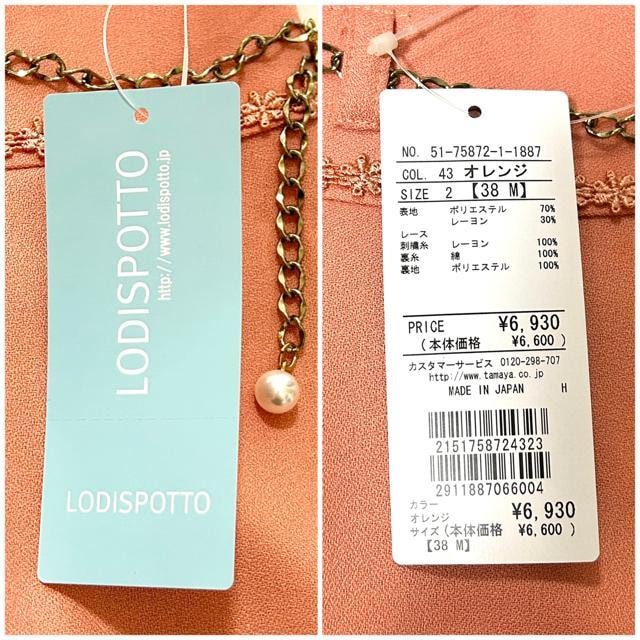 LODISPOTTO
http://www.lodispotto.jp
LODISPOTTO
NO. 51-75872-1-1887
COL. 43 オレンジ
SIZE 2 【38 M】
表地 ポリエステル 70%
レーヨン 30%
レース
刺繍糸 レーヨン 100%
裏糸 綿 100%
裏地 ポリエステル 100%
PRICE ¥6,930
(本体価格 ¥6,600)
カスタマーサービス 0120-298-707
http://www.tamaya.co.jp
MADE IN JAPAN H
2151758724323
2911887066004
カラー
オレンジ ¥6,930
サイズ (本体価格 ¥6,600)
【38 M】